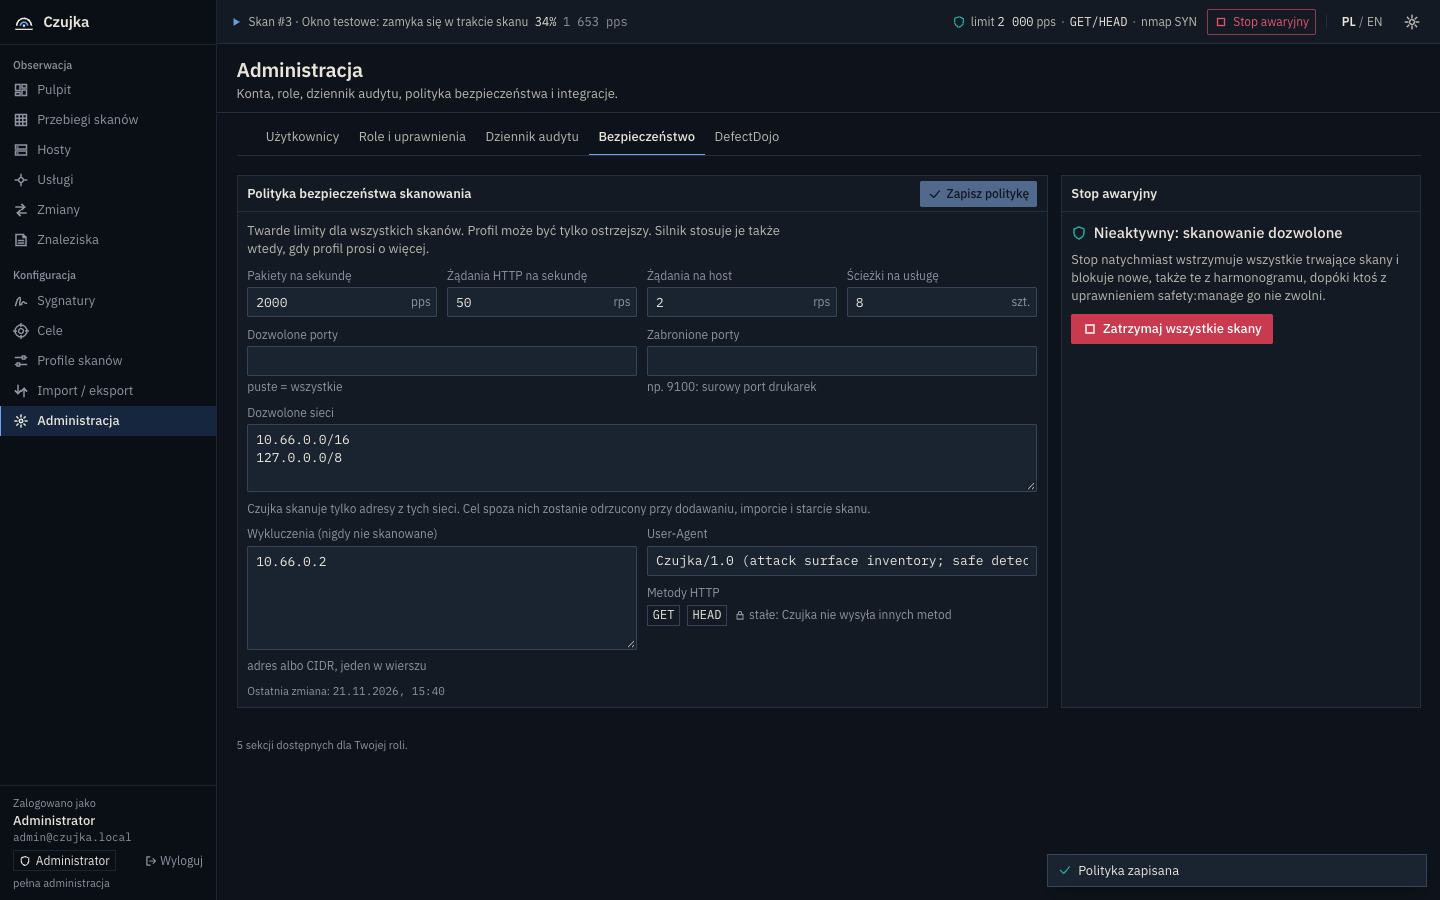 Czujka
Skan #3 · Okno testowe: zamyka się w trakcie skanu 34% 1 653 pps
limit 2 000 pps · GET/HEAD · nmap SYN
Stop awaryjny
PL / EN
Obserwacja
Pulpit
Przebiegi skanów
Hosty
Usługi
Zmiany
Znaleziska
Konfiguracja
Sygnatury
Cele
Profile skanów
Import / eksport
Administracja
Zalogowano jako
Administrator
admin@czujka.local
Administrator
Wyloguj
pełna administracja
Administracja
Konta, role, dziennik audytu, polityka bezpieczeństwa i integracje.
Użytkownicy Role i uprawnienia Dziennik audytu Bezpieczeństwo DefectDojo
Polityka bezpieczeństwa skanowania
Zapisz politykę
Twarde limity dla wszystkich skanów. Profil może być tylko ostrzejszy. Silnik stosuje je także
wtedy, gdy profil prosi o więcej.
Pakiety na sekundę Żądania HTTP na sekundę Żądania na host Ścieżki na usługę
2000 pps 50 rps 2 rps 8 szt.
Dozwolone porty Zabronione porty
puste = wszystkie np. 9100: surowy port drukarek
Dozwolone sieci
10.66.0.0/16
127.0.0.0/8
Czujka skanuje tylko adresy z tych sieci. Cel spoza nich zostanie odrzucony przy dodawaniu, imporcie i starcie skanu.
Wykluczenia (nigdy nie skanowane)
10.66.0.2
adres albo CIDR, jeden w wierszu
User-Agent
Czujka/1.0 (attack surface inventory; safe detec
Metody HTTP
GET HEAD stałe: Czujka nie wysyła innych metod
Ostatnia zmiana: 21.11.2026, 15:40
Stop awaryjny
Nieaktywny: skanowanie dozwolone
Stop natychmiast wstrzymuje wszystkie trwające skany i
blokuje nowe, także te z harmonogramu, dopóki ktoś z
uprawnieniem safety:manage go nie zwolni.
Zatrzymaj wszystkie skany
5 sekcji dostępnych dla Twojej roli.
Polityka zapisana